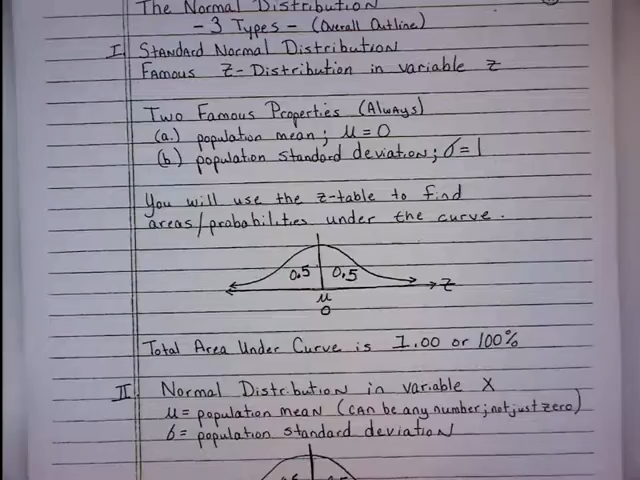 The Normal Distribution
- 3 Types - (Overall Outline)
I Standard Normal Distribution
Famous Z-Distribution in variable z
Two Famous Properties (Always)
(a.) population mean; μ = 0
(b.) population standard deviation; σ = 1
You will use the z-table to find
areas/probabilities under the curve.
0.5 0.5
z
μ
0
Total Area Under Curve is 1.00 or 100%
II Normal Distribution in variable X
μ = population mean (can be any number; not just zero)
σ = population standard deviation